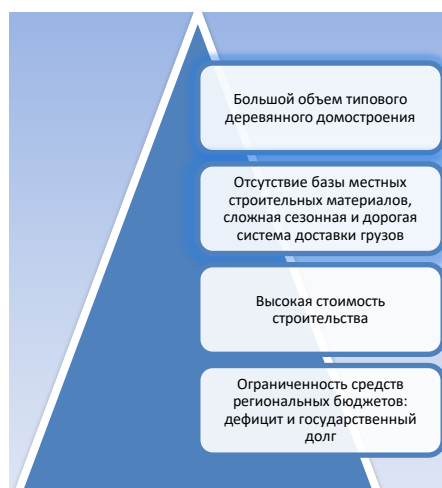 Большой объем типового
деревянного домостроения
Отсутствие базы местных
строительных материалов,
сложная сезонная и дорогая
система доставки грузов
Высокая стоимость
строительства
Ограниченность средств
региональных бюджетов:
дефицит и государственный
долг